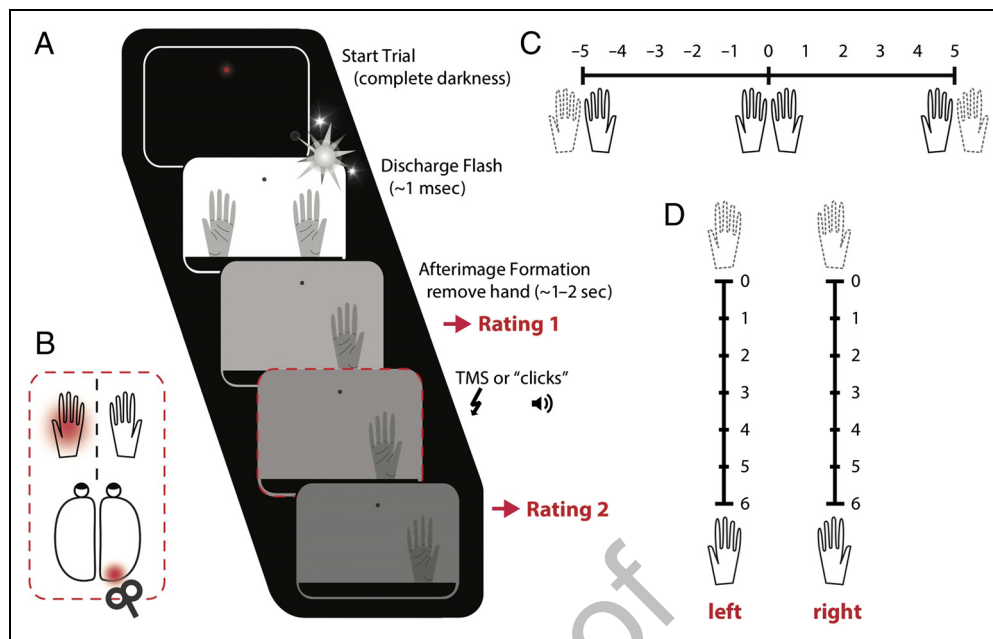 A
Start Trial
(complete darkness)
Discharge Flash
(~1 msec)
Afterimage Formation
remove hand (~1–2 sec)
Rating 1
TMS or “clicks”
Rating 2
B
C
–5 –4 –3 –2 –1 0 1 2 3 4 5
D
0 0
1 1
2 2
3 3
4 4
5 5
6 6
left right
of